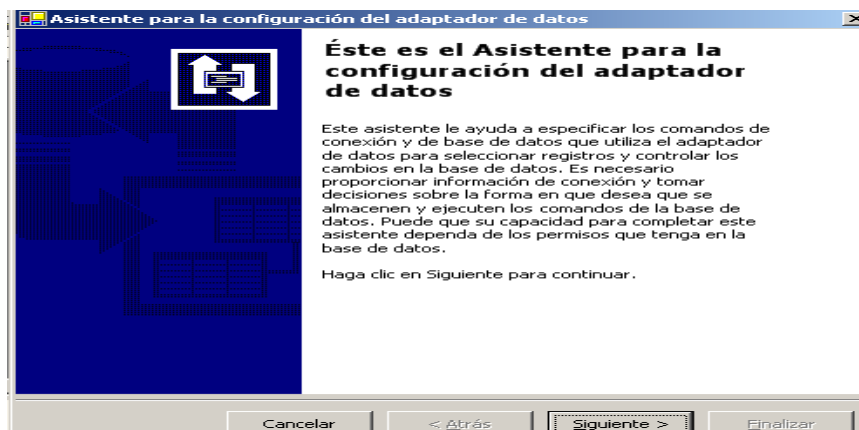 Asistente para la configuración del adaptador de datos
Éste es el Asistente para la
configuración del adaptador
de datos
Este asistente le ayuda a especificar los comandos de
conexión y de base de datos que utiliza el adaptador
de datos para seleccionar registros y controlar los
cambios en la base de datos. Es necesario
proporcionar información de conexión y tomar
decisiones sobre la forma en que desea que se
almacenen y ejecuten los comandos de la base de
datos. Puede que su capacidad para completar este
asistente dependa de los permisos que tenga en la
base de datos.
Haga clic en Siguiente para continuar.
Cancelar < Atrás Siguiente > Finalizar